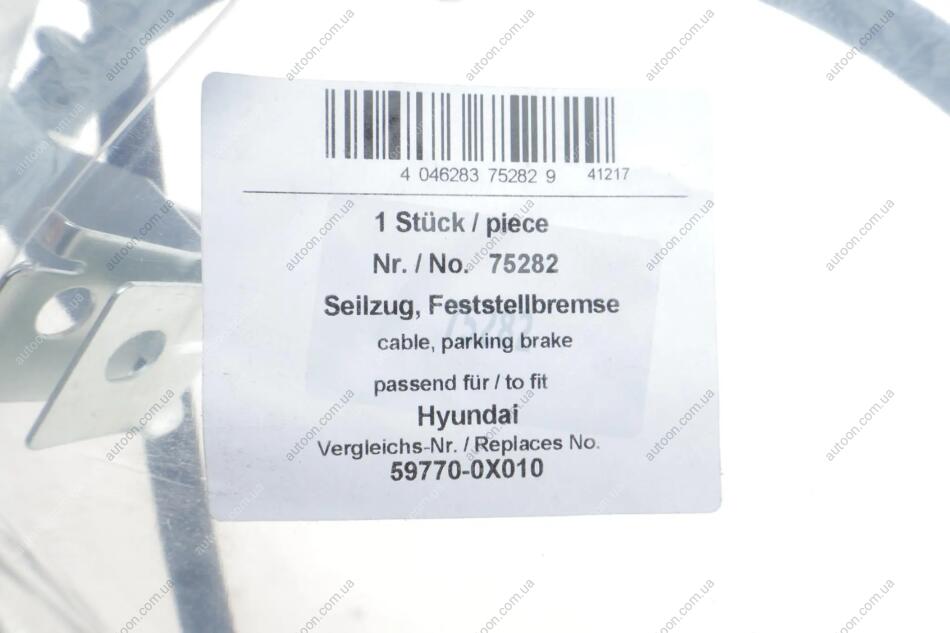 4 046283 75282 9 41217
1 Stück / piece
Nr. / No. 75282
Seilzug, Feststellbremse
cable, parking brake
passend für / to fit
Hyundai
Vergleichs-Nr. / Replaces No.
59770-0X010
autoon.com.ua